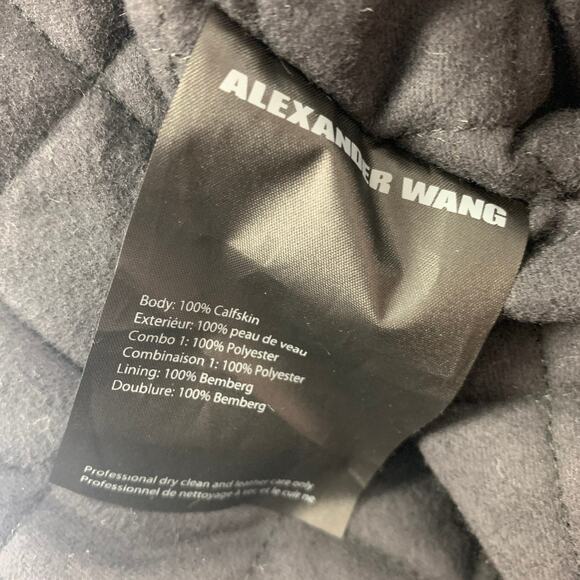 ALEXANDER WANG
Body: 100% Calfskin
Exteriéur: 100% peau de veau
Combo 1: 100% Polyester
Combinaison 1: 100% Polyester
Lining: 100% Bemberg
Doublure: 100% Bemberg
Professional dry clean and leather care only
Professionnel de nettoyage à sec et le cuir ne